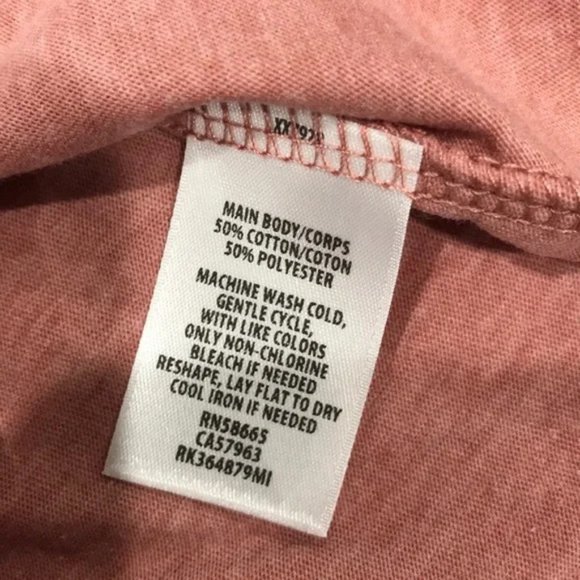 MAIN BODY/CORPS
50% COTTON/COTON
50% POLYESTER
MACHINE WASH COLD,
GENTLE CYCLE,
WITH LIKE COLORS
ONLY NON-CHLORINE
BLEACH IF NEEDED
RESHAPE, LAY FLAT TO DRY
COOL IRON IF NEEDED
RN58665
CA57963
RK364879MI